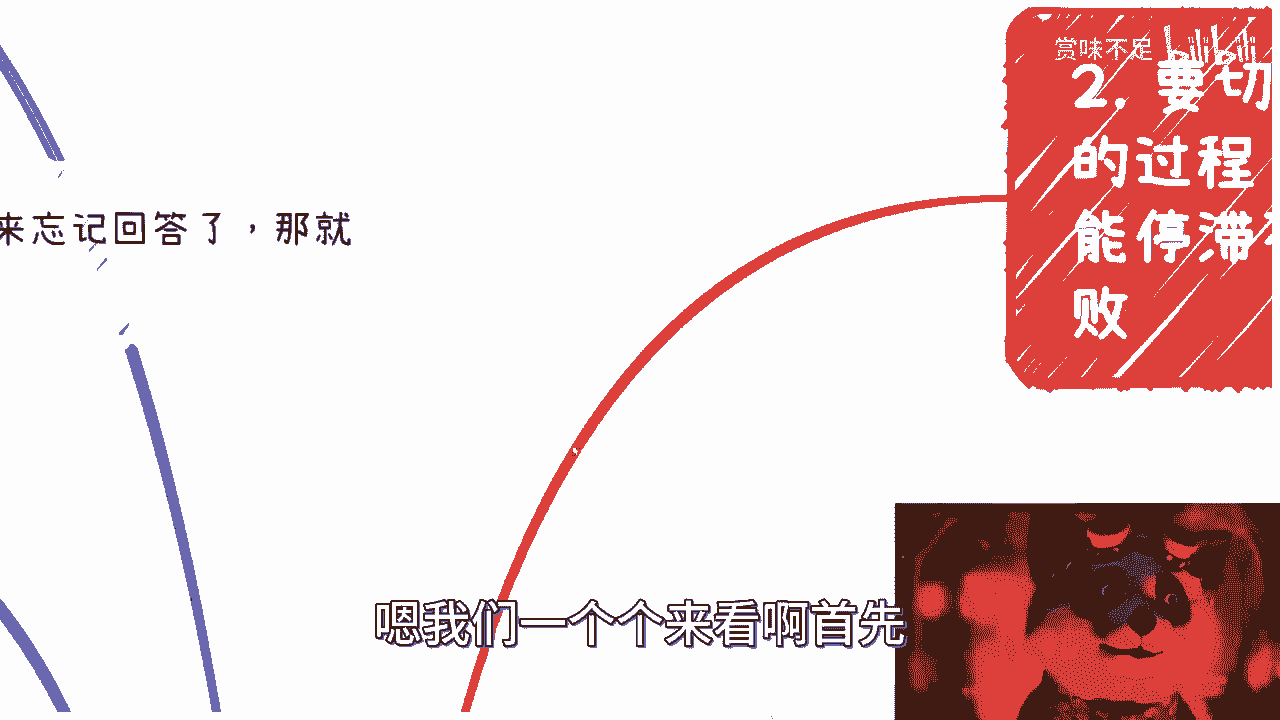 赏味不足 bilibili
2. 要切
的过程
能停滞不
败
来忘记回答了，那就
嗯我们一个个来看啊首先